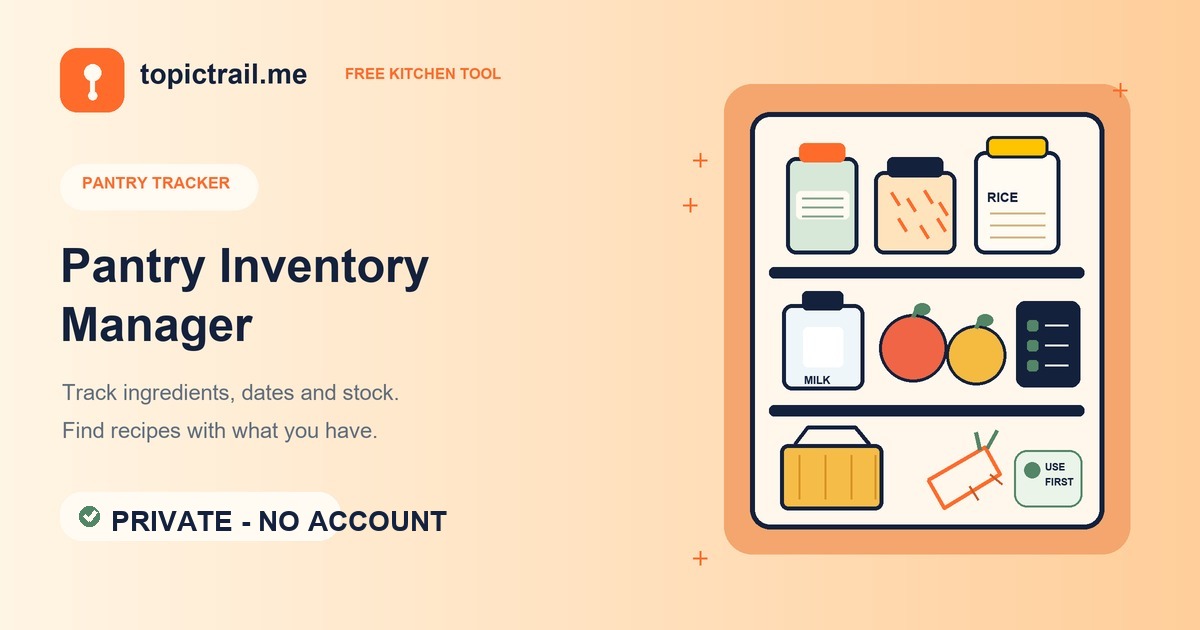 topictrail.me
FREE KITCHEN TOOL
PANTRY TRACKER
Pantry Inventory
Manager
Track ingredients, dates and stock.
Find recipes with what you have.
PRIVATE - NO ACCOUNT
RICE
MILK
USE
FIRST